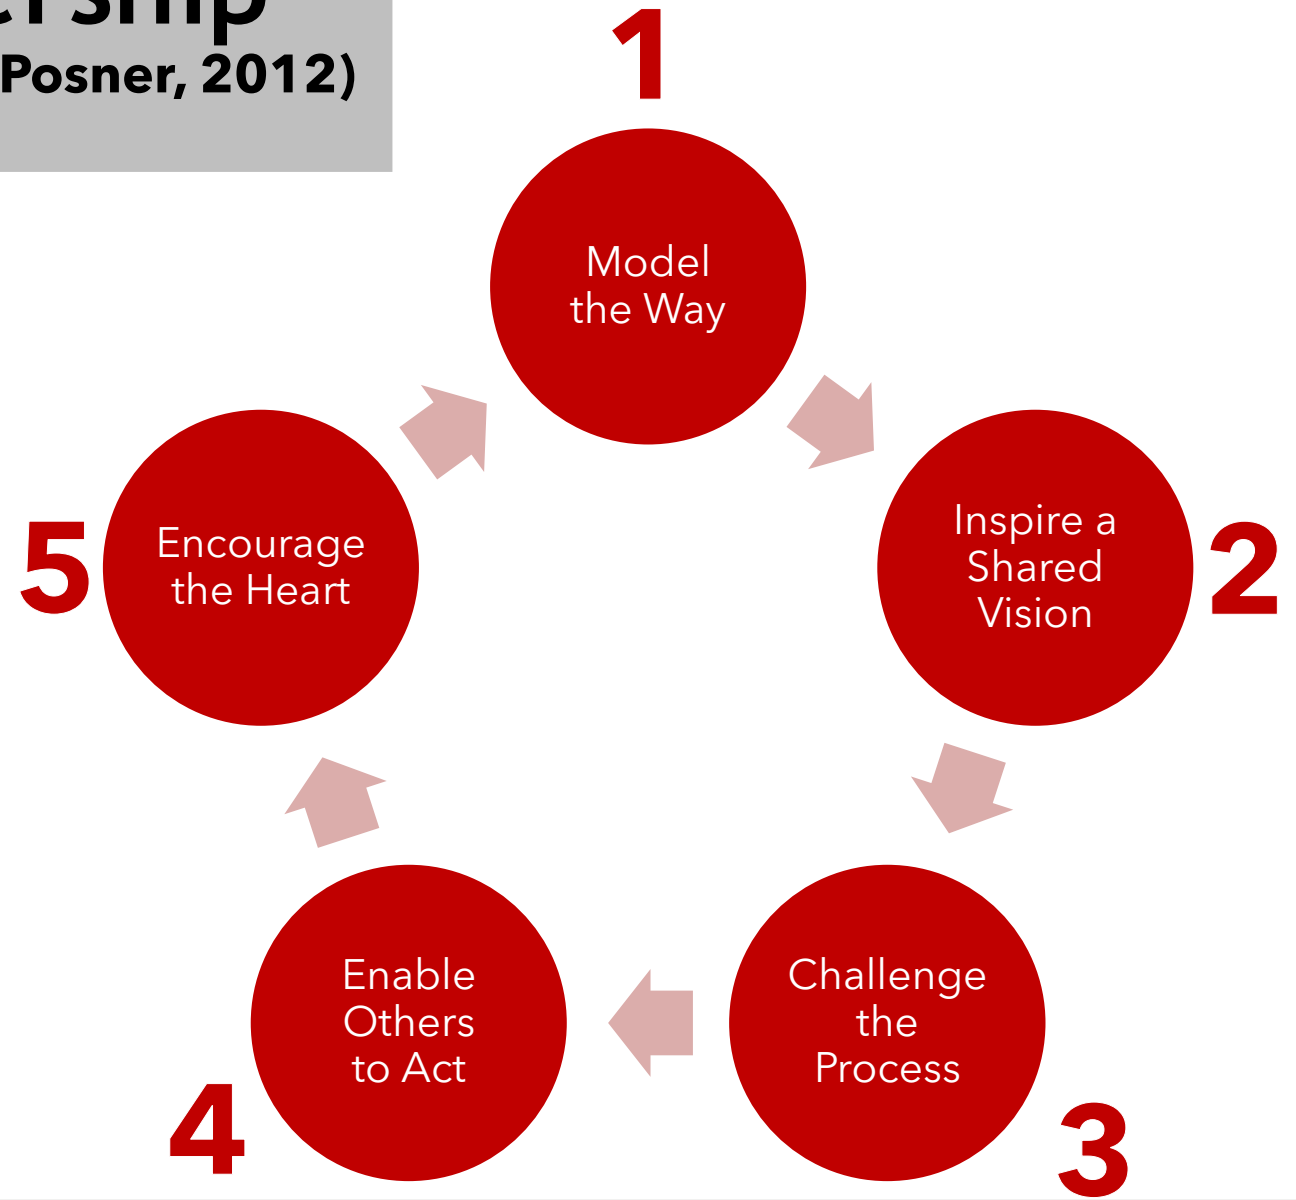 Posner, 2012)
1
Model
the Way
Inspire a
Shared
Vision
2
Challenge
the
Process
3
Enable
Others
to Act
4
Encourage
the Heart
5